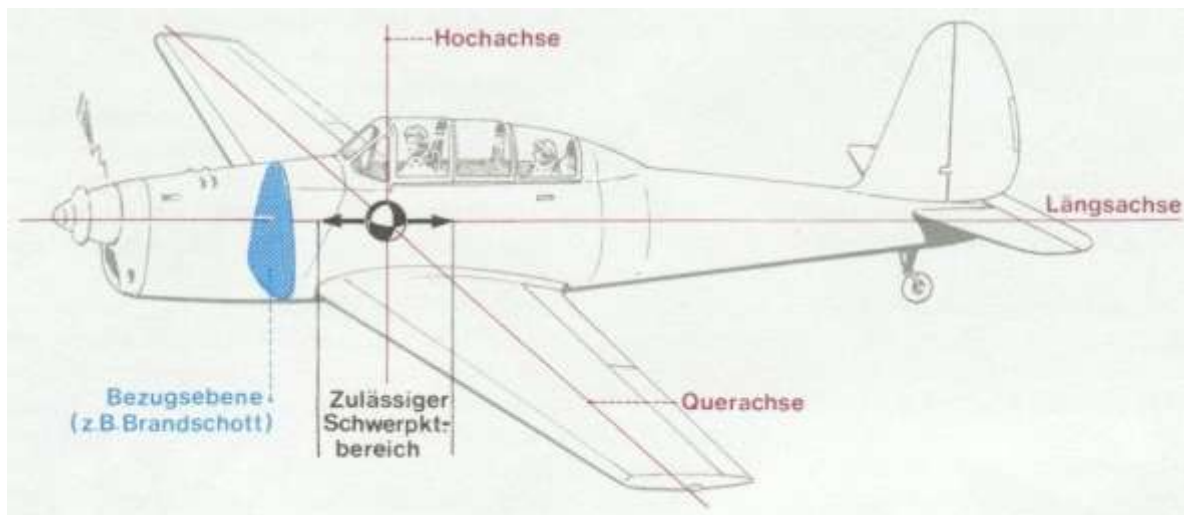 Hochachse
Längsachse
Bezugsebene
(z.B.Brandschott)
Zulässiger
Schwerpkt-
bereich
Querachse